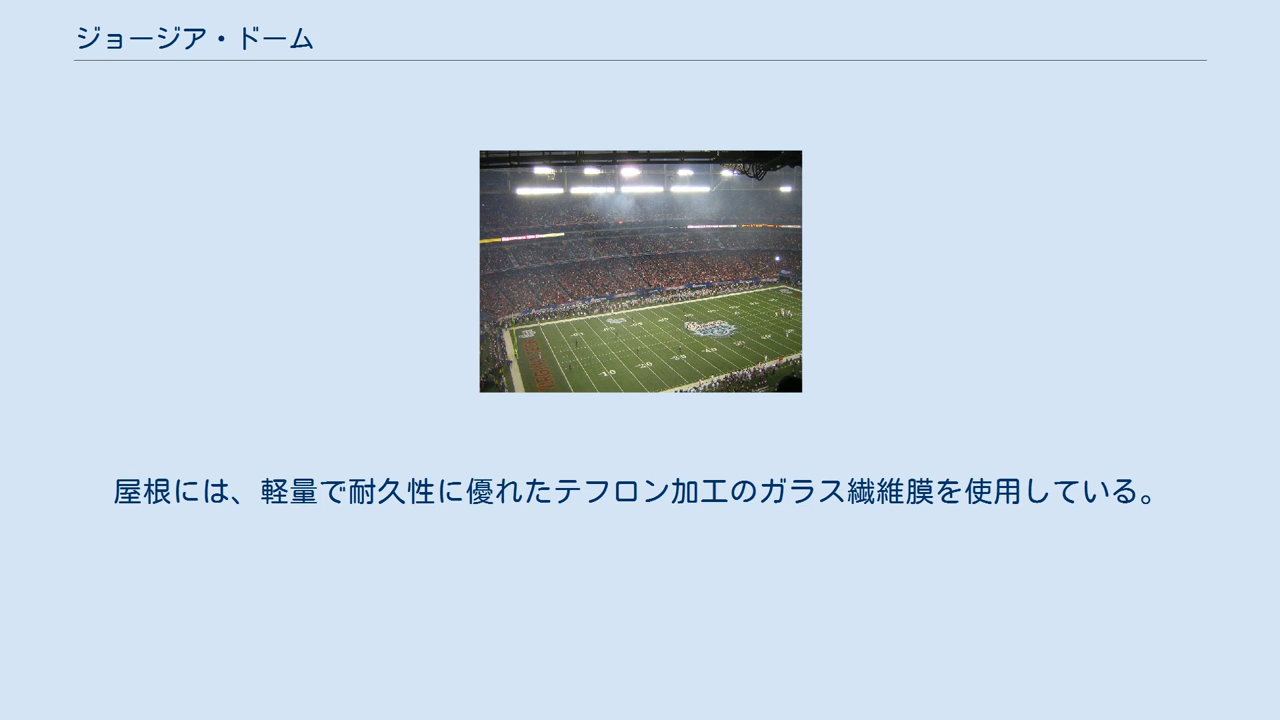 ジョージア・ドーム
屋根には、軽量で耐久性に優れたテフロン加工のガラス繊維膜を使用している。